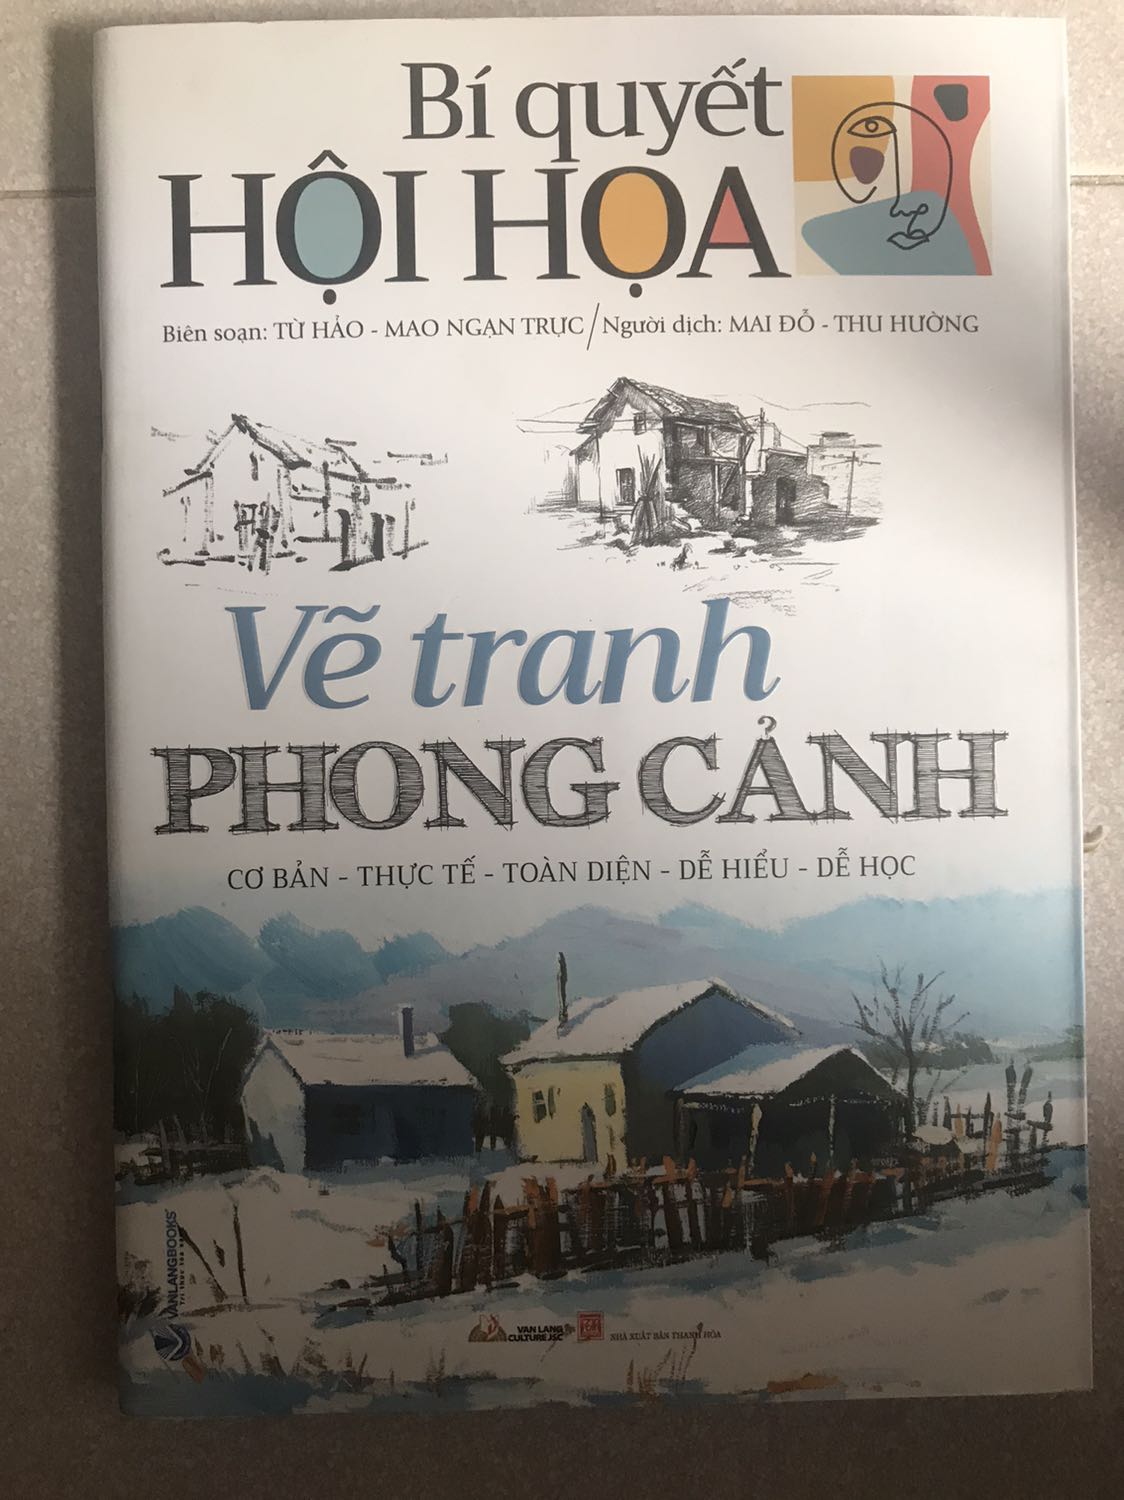 Bí quyết
HỘI HỌA
Biên soạn: TỪ HẢO - MAO NGẠN TRỰC / Người dịch: MAI ĐỖ - THU HƯỜNG
Vẽ tranh
PHONG CẢNH
CƠ BẢN - THỰC TẾ - TOÀN DIỆN - DỄ HIỂU - DỄ HỌC
VANLANGBOOKS
VAN LANG
CULTURE JSC
NHÀ XUẤT BẢN THANH HÓA